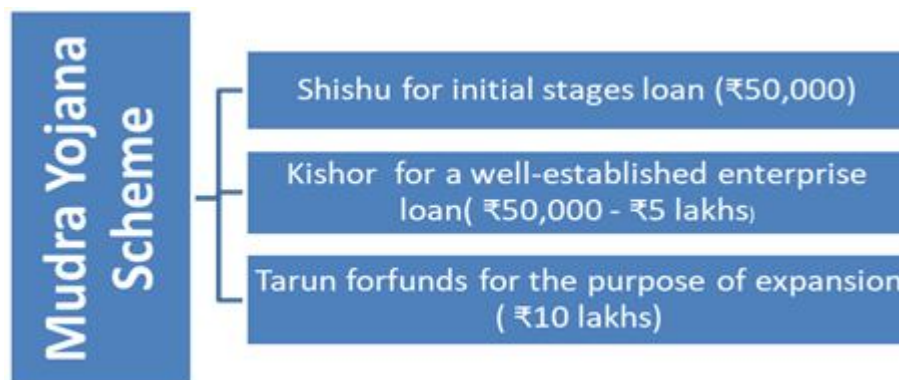 Mudra Yojana
Scheme
Shishu for initial stages loan (₹50,000)
Kishor for a well-established enterprise
loan( ₹50,000 - ₹5 lakhs)
Tarun forfunds for the purpose of expansion
( ₹10 lakhs)